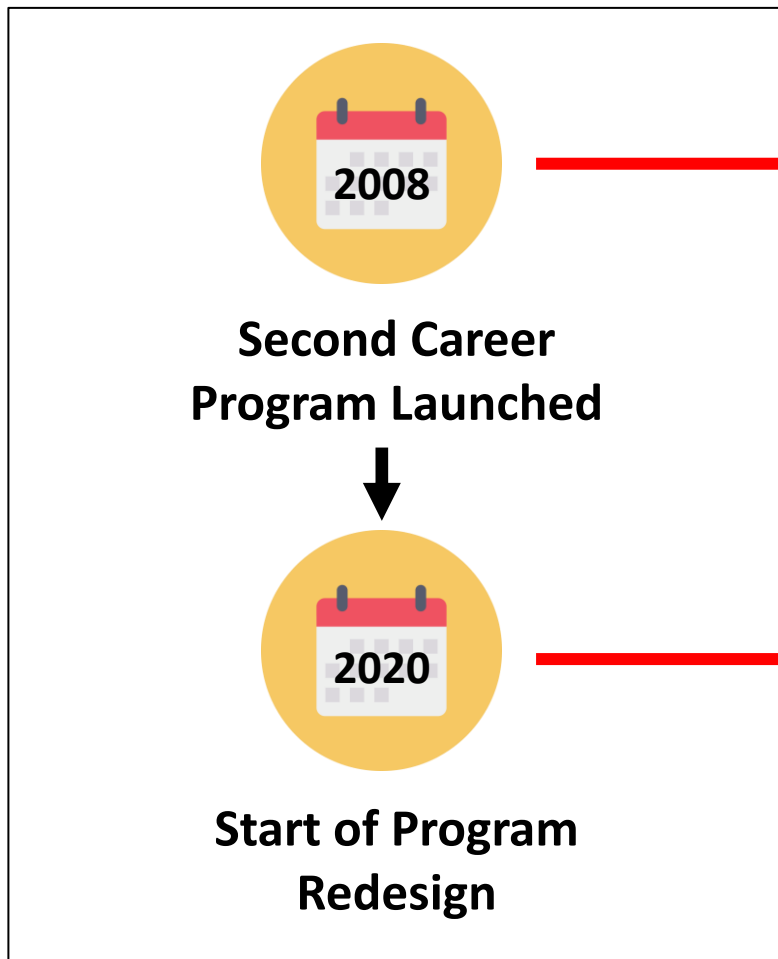 2008
Second Career
Program Launched
2020
Start of Program
Redesign